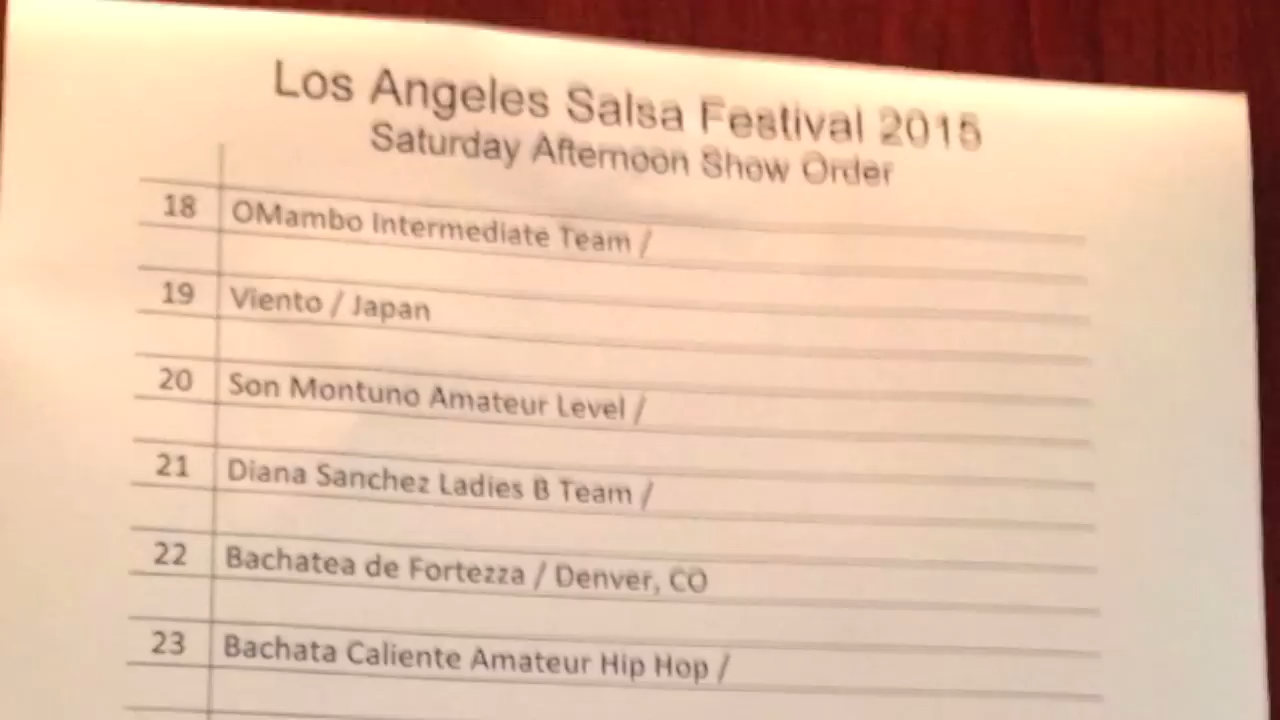 Los Angeles Salsa Festival 2015
Saturday Afternoon Show Order
18 OMambo Intermediate Team /
19 Viento / Japan
20 Son Montuno Amateur Level /
21 Diana Sanchez Ladies B Team /
22 Bachatea de Fortezza / Denver, CO
23 Bachata Caliente Amateur Hip Hop /